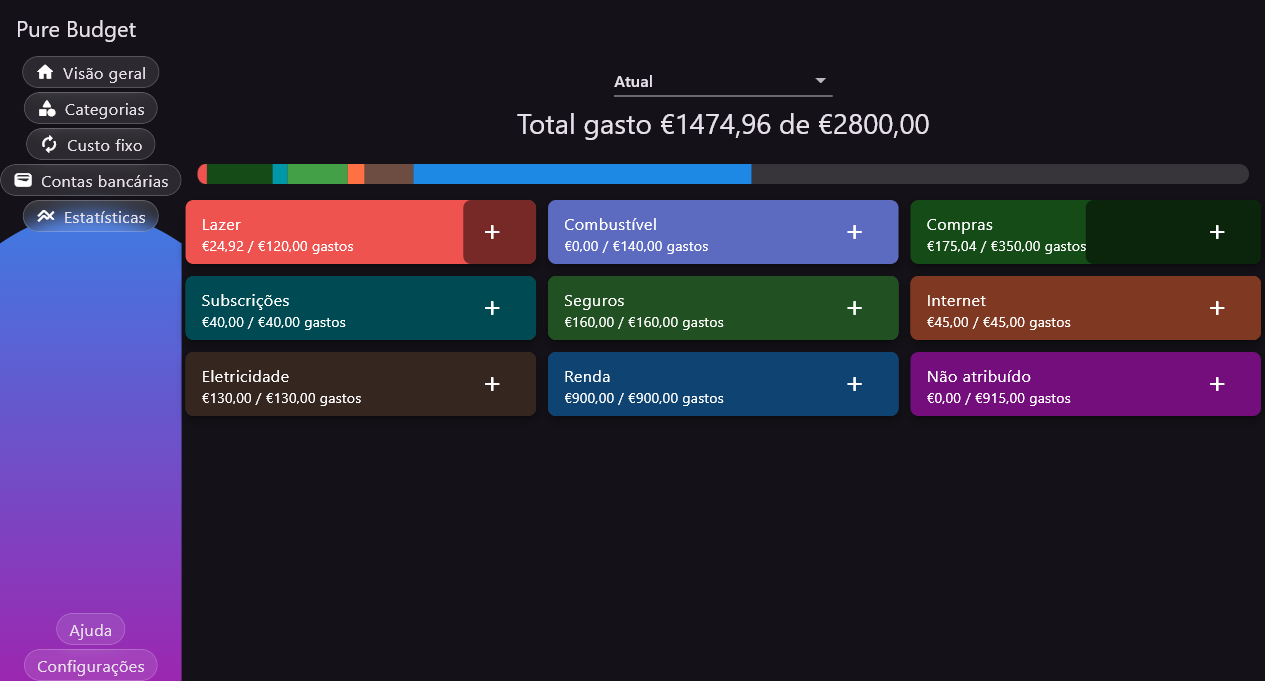 Pure Budget
Visão geral
Categorias
Custo fixo
Contas bancárias
Estatísticas
Ajuda
Configurações
Atual
Total gasto €1474,96 de €2800,00
Lazer
€24,92 / €120,00 gastos
Combustível
€0,00 / €140,00 gastos
Compras
€175,04 / €350,00 gastos
Subscrições
€40,00 / €40,00 gastos
Seguros
€160,00 / €160,00 gastos
Internet
€45,00 / €45,00 gastos
Eletricidade
€130,00 / €130,00 gastos
Renda
€900,00 / €900,00 gastos
Não atribuído
€0,00 / €915,00 gastos